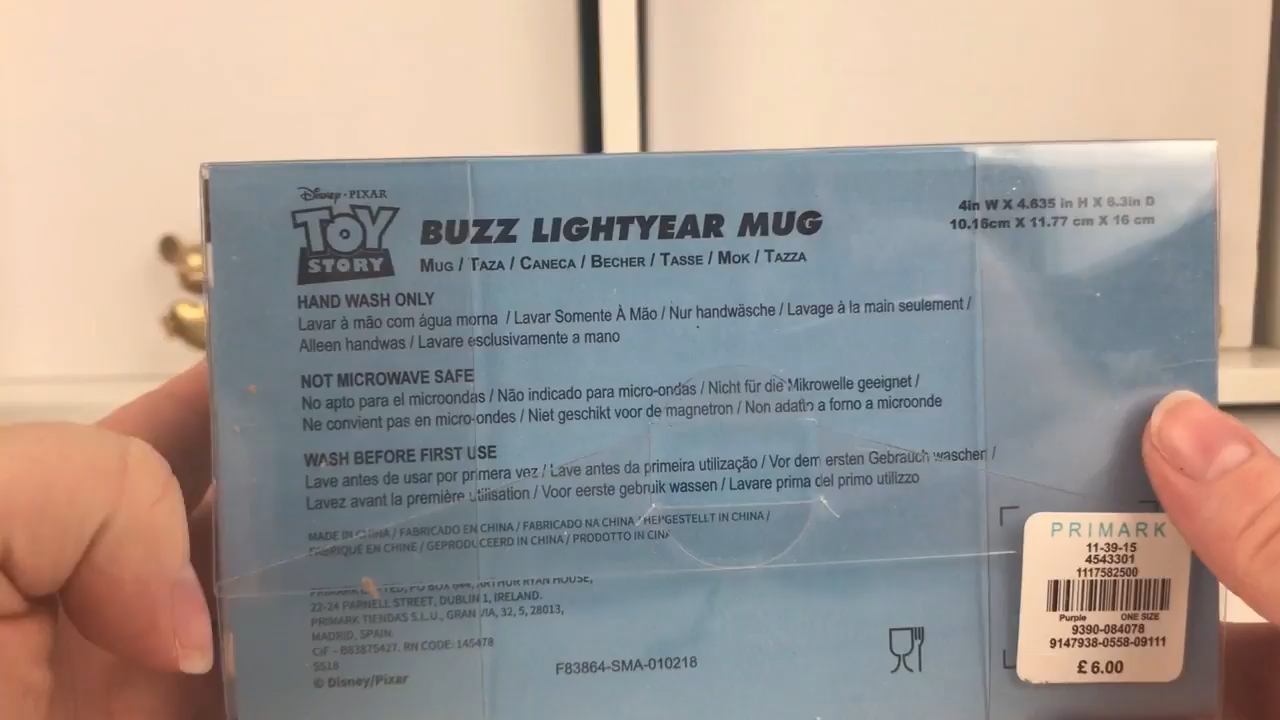 Disney • PIXAR
TOY
STORY
BUZZ LIGHTYEAR MUG
MUG / TAZA / CANECA / BECHER / TASSE / MOK / TAZZA
4in W X 4.635 in H X 6.3in D
10.16cm X 11.77 cm X 16 cm
HAND WASH ONLY
Lavar à mão com água morna / Lavar Somente À Mão / Nur handwäsche / Lavage à la main seulement /
Alleen handwas / Lavare esclusivamente a mano
NOT MICROWAVE SAFE
No apto para el microondas / Não indicado para micro-ondas / Nicht für die Mikrowelle geeignet /
Ne convient pas en micro-ondes / Niet geschikt voor de magnetron / Non adatto a forno a microonde
WASH BEFORE FIRST USE
Lave antes de usar por primera vez / Lave antes da primeira utilização / Vor dem ersten Gebrauch waschen /
Lavez avant la première utilisation / Voor eerste gebruik wassen / Lavare prima del primo utilizzo
MADE IN CHINA / FABRICADO EN CHINA / FABRICADO NA CHINA / HERGESTELLT IN CHINA /
FABRIQUÉ EN CHINE / GEPRODUCEERD IN CHINA / PRODOTTO IN CINA
PO BOX 644, ARTHUR RYAN HOUSE,
22-24 PARNELL STREET, DUBLIN 1, IRELAND.
PRIMARK TIENDAS S.L.U., GRAN VIA, 32, 5, 28013,
MADRID, SPAIN.
CIF - B83875427. RN CODE: 145478
SS18
© Disney/Pixar
F83864-SMA-010218
PRIMARK
11-39-15
4543301
1117582500
Purple ONE SIZE
9390-084078
9147938-0558-09111
£6.00